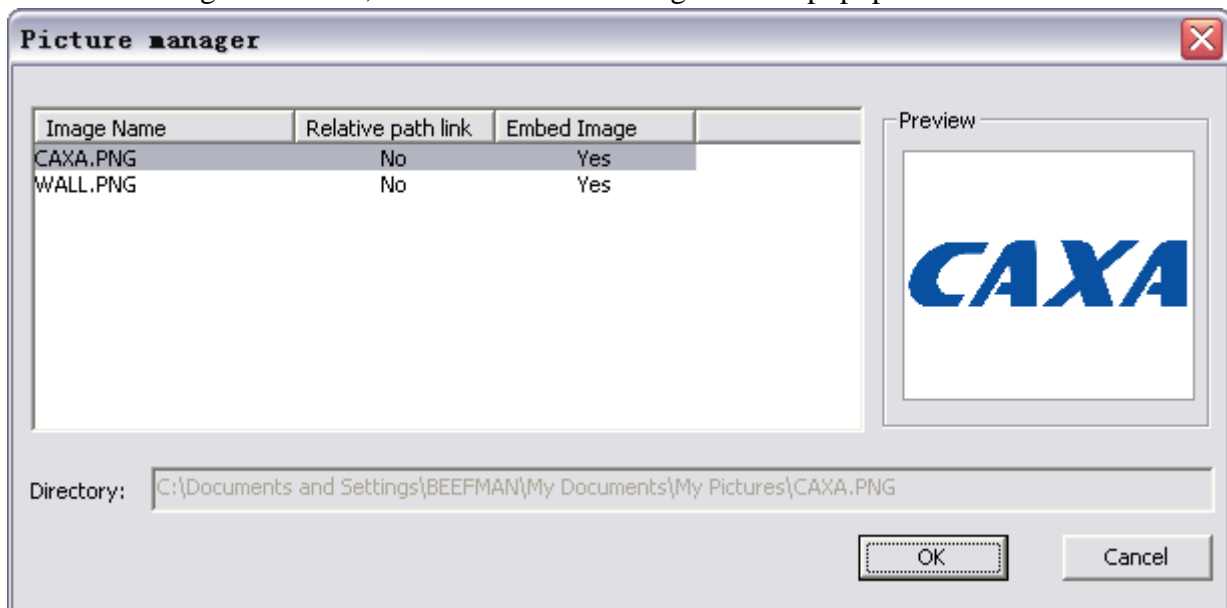 Picture manager
Image Name Relative path link Embed Image
CAXA.PNG No Yes
WALL.PNG No Yes
Preview
CAXA
Directory: C:\Documents and Settings\BEEFMAN\My Documents\My Pictures\CAXA.PNG
OK Cancel